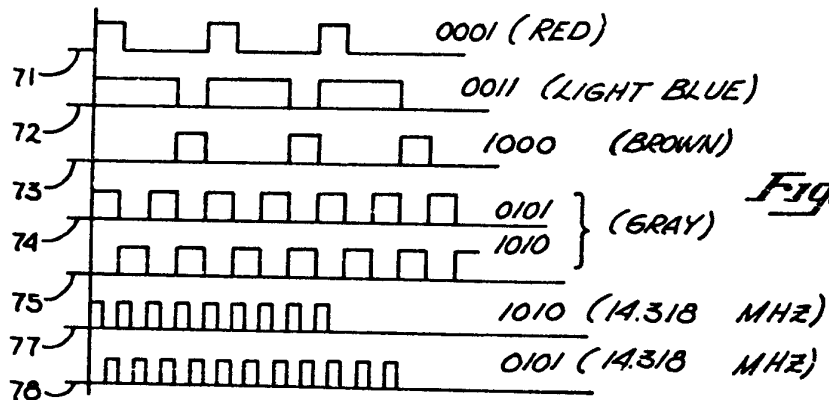 71 0001 (RED)
72 0011 (LIGHT BLUE)
73 1000 (BROWN)
74 0101
(GRAY) Fig
75 1010
77 1010 (14.318 MHZ)
78 0101 (14.318 MHZ)